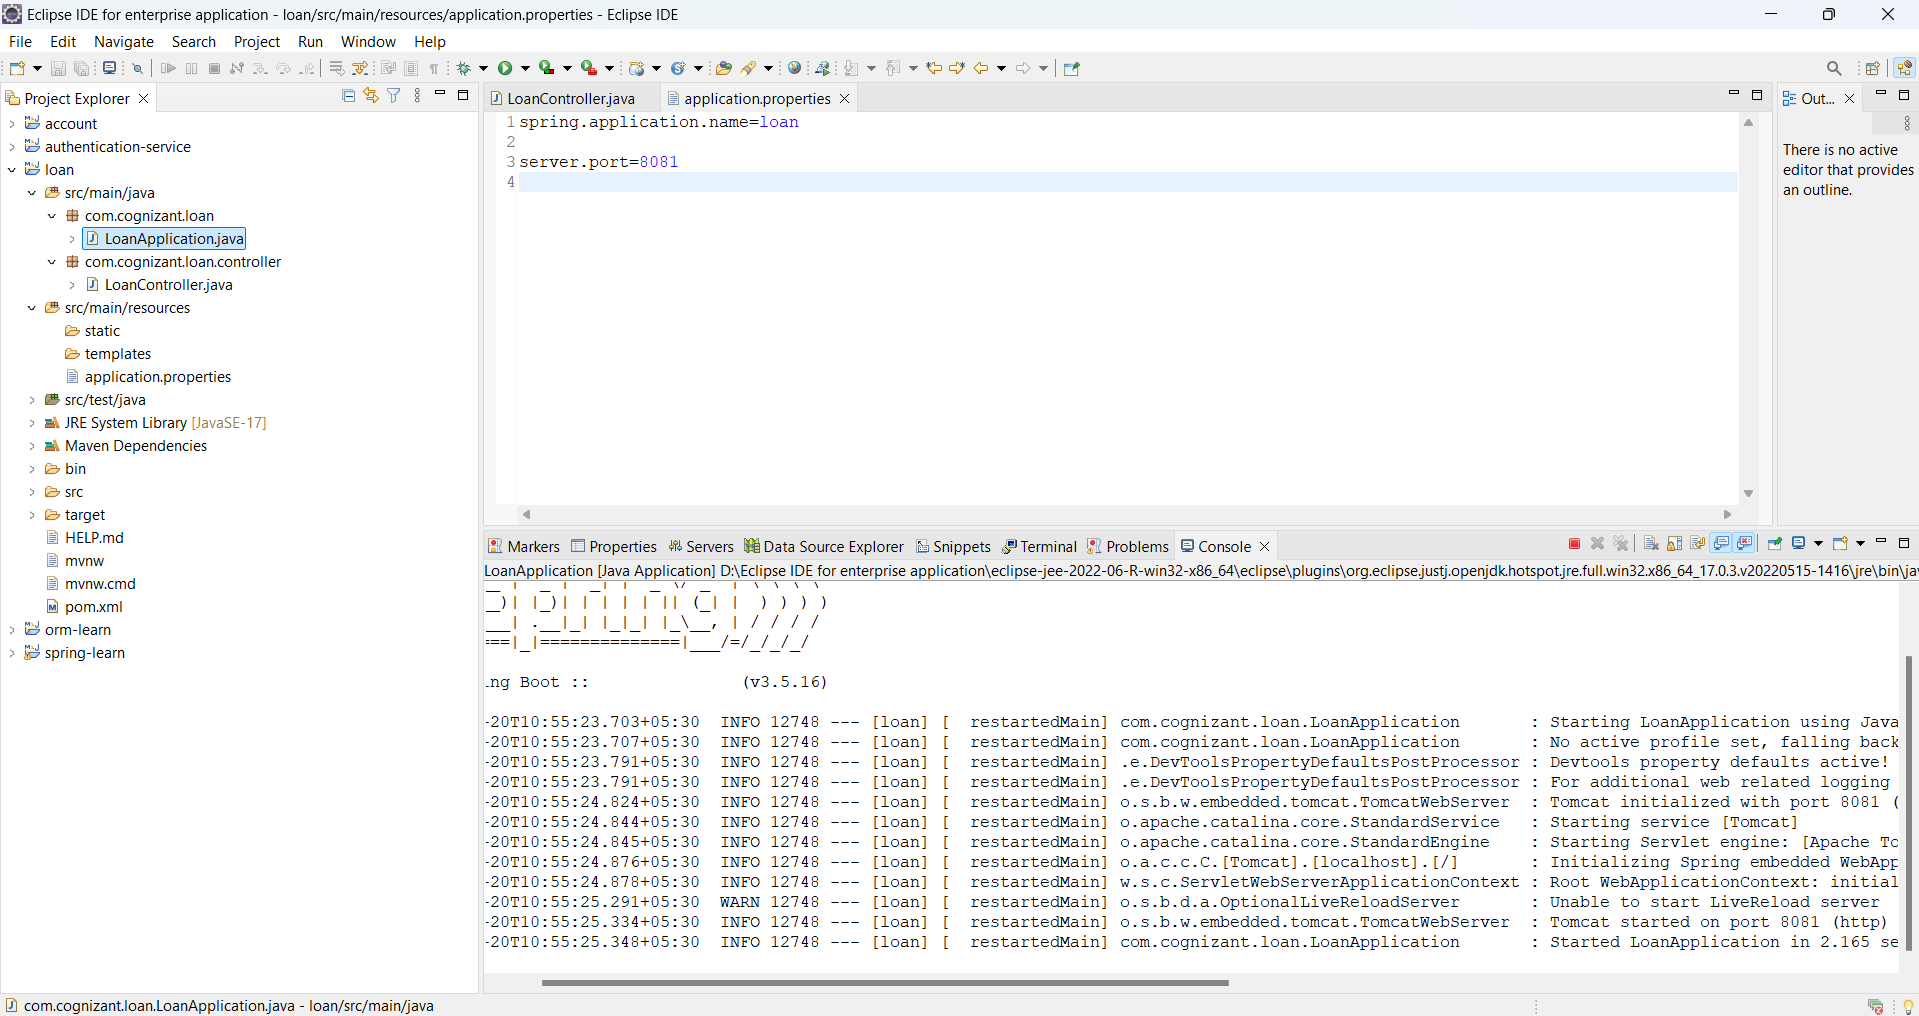 Eclipse IDE for enterprise application - loan/src/main/resources/application.properties - Eclipse IDE
File Edit Navigate Search Project Run Window Help
Project Explorer
account
authentication-service
loan
src/main/java
com.cognizant.loan
LoanApplication.java
com.cognizant.loan.controller
LoanController.java
src/main/resources
static
templates
application.properties
src/test/java
JRE System Library [JavaSE-17]
Maven Dependencies
bin
src
target
HELP.md
mvnw
mvnw.cmd
pom.xml
orm-learn
spring-learn
LoanController.java application.properties
1 spring.application.name=loan
2
3 server.port=8081
4
Out...
There is no active
editor that provides
an outline.
Markers Properties Servers Data Source Explorer Snippets Terminal Problems Console
LoanApplication [Java Application] D:\Eclipse IDE for enterprise application\eclipse-jee-2022-06-R-win32-x86_64\eclipse\plugins\org.eclipse.justj.openjdk.hotspot.jre.full.win32.x86_64_17.0.3.v20220515-1416\jre\bin\ja
ng Boot :: (v3.5.16)
-20T10:55:23.703+05:30 INFO 12748 --- [loan] [ restartedMain] com.cognizant.loan.LoanApplication : Starting LoanApplication using Java
-20T10:55:23.707+05:30 INFO 12748 --- [loan] [ restartedMain] com.cognizant.loan.LoanApplication : No active profile set, falling back
-20T10:55:23.791+05:30 INFO 12748 --- [loan] [ restartedMain] .e.DevToolsPropertyDefaultsPostProcessor : Devtools property defaults active!
-20T10:55:23.791+05:30 INFO 12748 --- [loan] [ restartedMain] .e.DevToolsPropertyDefaultsPostProcessor : For additional web related logging
-20T10:55:24.824+05:30 INFO 12748 --- [loan] [ restartedMain] o.s.b.w.embedded.tomcat.TomcatWebServer : Tomcat initialized with port 8081 (
-20T10:55:24.844+05:30 INFO 12748 --- [loan] [ restartedMain] o.apache.catalina.core.StandardService : Starting service [Tomcat]
-20T10:55:24.845+05:30 INFO 12748 --- [loan] [ restartedMain] o.apache.catalina.core.StandardEngine : Starting Servlet engine: [Apache To
-20T10:55:24.876+05:30 INFO 12748 --- [loan] [ restartedMain] o.a.c.c.C.[Tomcat].[localhost].[/] : Initializing Spring embedded WebApp
-20T10:55:24.878+05:30 INFO 12748 --- [loan] [ restartedMain] w.s.c.ServletWebServerApplicationContext : Root WebApplicationContext: initial
-20T10:55:25.291+05:30 WARN 12748 --- [loan] [ restartedMain] o.s.b.d.a.OptionalLiveReloadServer : Unable to start LiveReload server
-20T10:55:25.334+05:30 INFO 12748 --- [loan] [ restartedMain] o.s.b.w.embedded.tomcat.TomcatWebServer : Tomcat started on port 8081 (http)
-20T10:55:25.348+05:30 INFO 12748 --- [loan] [ restartedMain] com.cognizant.loan.LoanApplication : Started LoanApplication in 2.165 se
com.cognizant.loan.LoanApplication.java - loan/src/main/java